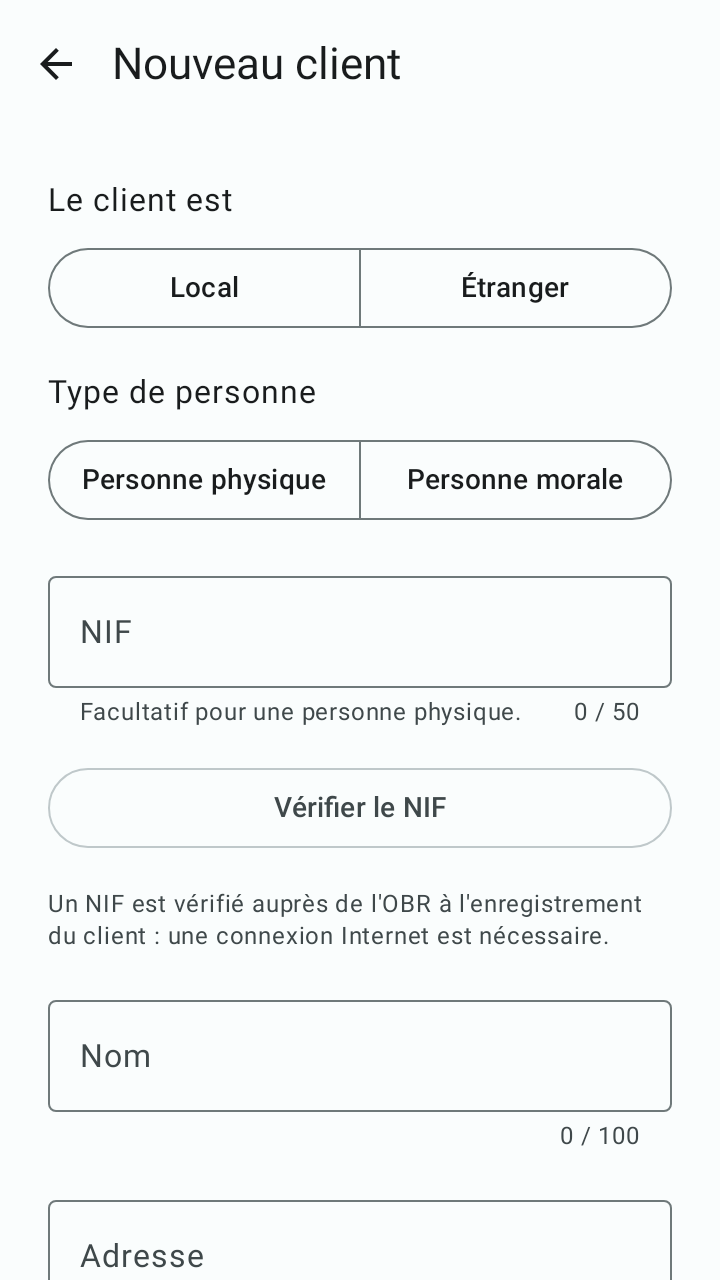 Nouveau client
Le client est
Local
Étranger
Type de personne
Personne physique
Personne morale
NIF
Facultatif pour une personne physique.
0 / 50
Vérifier le NIF
Un NIF est vérifié auprès de l'OBR à l'enregistrement
du client : une connexion Internet est nécessaire.
Nom
0 / 100
Adresse